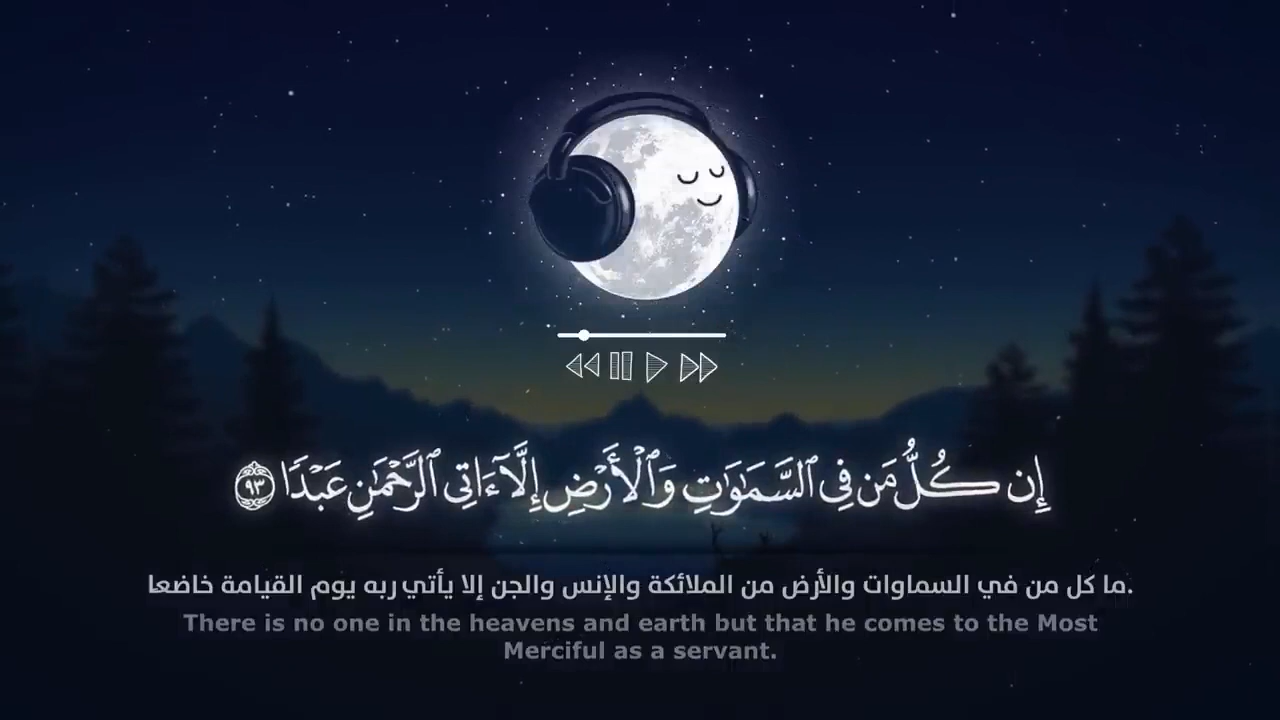 إِن كُلُّ مَن فِى ٱلسَّمَٰوَٰتِ وَٱلْأَرْضِ إِلَّآ ءَاتِى ٱلرَّحْمَٰنِ عَبْدًا ٩٣
ما كل من في السماوات والأرض من الملائكة والإنس والجن إلا يأتي ربه يوم القيامة خاضعا.
There is no one in the heavens and earth but that he comes to the Most
Merciful as a servant.